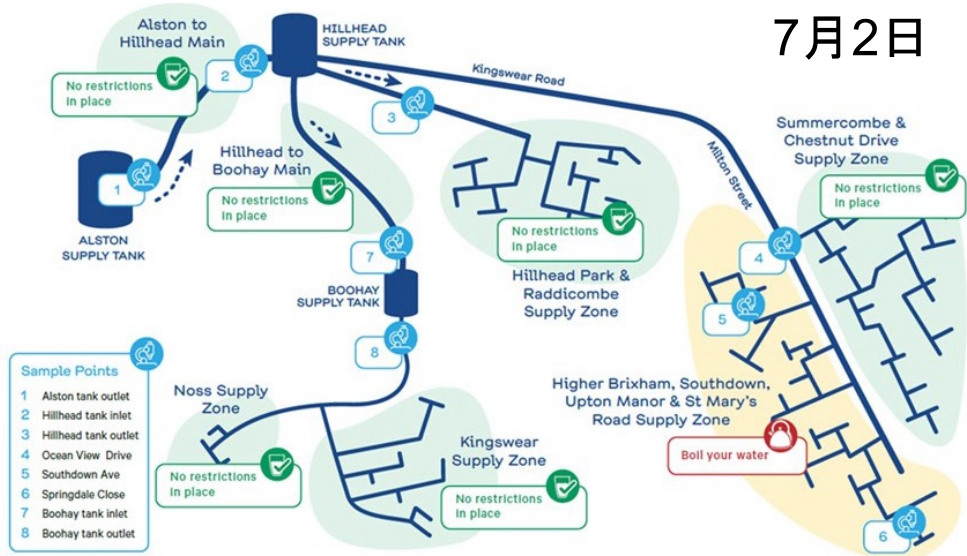 7月2日
Alston to
Hillhead Main
No restrictions
in place
HILLHEAD
SUPPLY TANK
2
Kingswear Road
3
Milton Street
Summercombe &
Chestnut Drive
Supply Zone
No restrictions
in place
1
ALSTON
SUPPLY TANK
Hillhead to
Boohay Main
No restrictions
in place
No restrictions
in place
Hillhead Park &
Raddicombe
Supply Zone
7
BOOHAY
SUPPLY TANK
8
4
5
Higher Brixham, Southdown,
Upton Manor & St Mary's
Road Supply Zone
Boil your water
6
Noss Supply
Zone
No restrictions
in place
Kingswear
Supply Zone
No restrictions
in place
Sample Points
1 Alston tank outlet
2 Hillhead tank inlet
3 Hillhead tank outlet
4 Ocean View Drive
5 Southdown Ave
6 Springdale Close
7 Boohay tank inlet
8 Boohay tank outlet